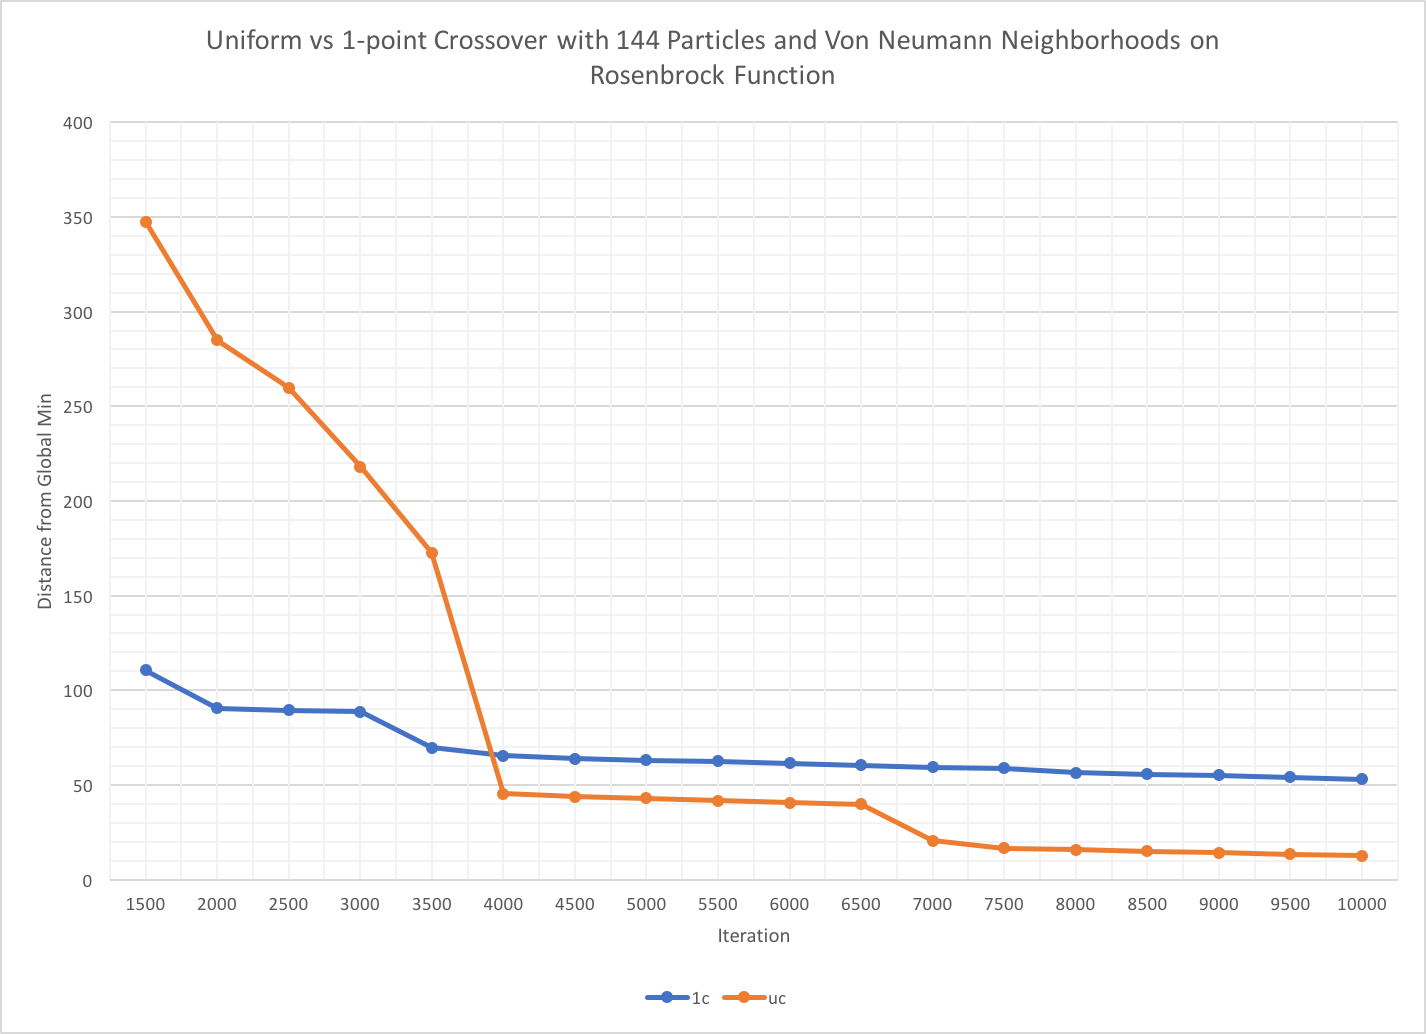 Uniform vs 1-point Crossover with 144 Particles and Von Neumann Neighborhoods on
Rosenbrock Function
400
350
300
250
200
150
100
50
0
Distance from Global Min
1500 2000 2500 3000 3500 4000 4500 5000 5500 6000 6500 7000 7500 8000 8500 9000 9500 10000
Iteration
1c uc